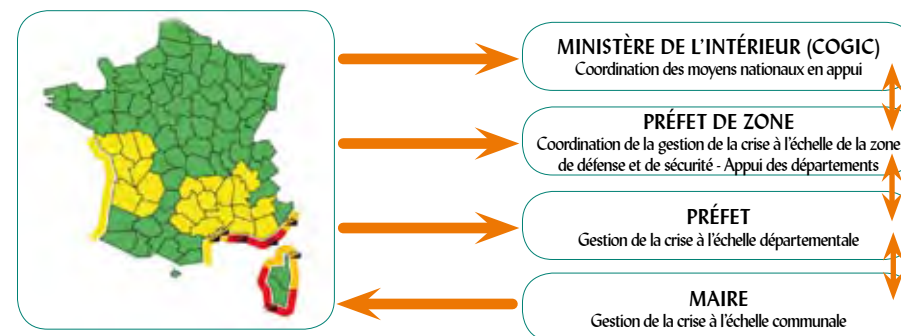 MINISTÈRE DE L'INTÉRIEUR (COGIC)
Coordination des moyens nationaux en appui
PRÉFET DE ZONE
Coordination de la gestion de la crise à l'échelle de la zone
de défense et de sécurité - Appui des départements
PRÉFET
Gestion de la crise à l'échelle départementale
MAIRE
Gestion de la crise à l'échelle communale